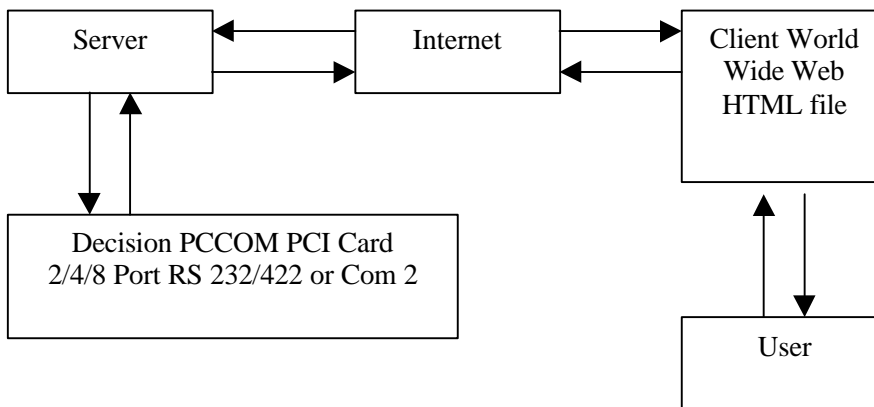 Server
Internet
Client World
Wide Web
HTML file
Decision PCCOM PCI Card
2/4/8 Port RS 232/422 or Com 2
User